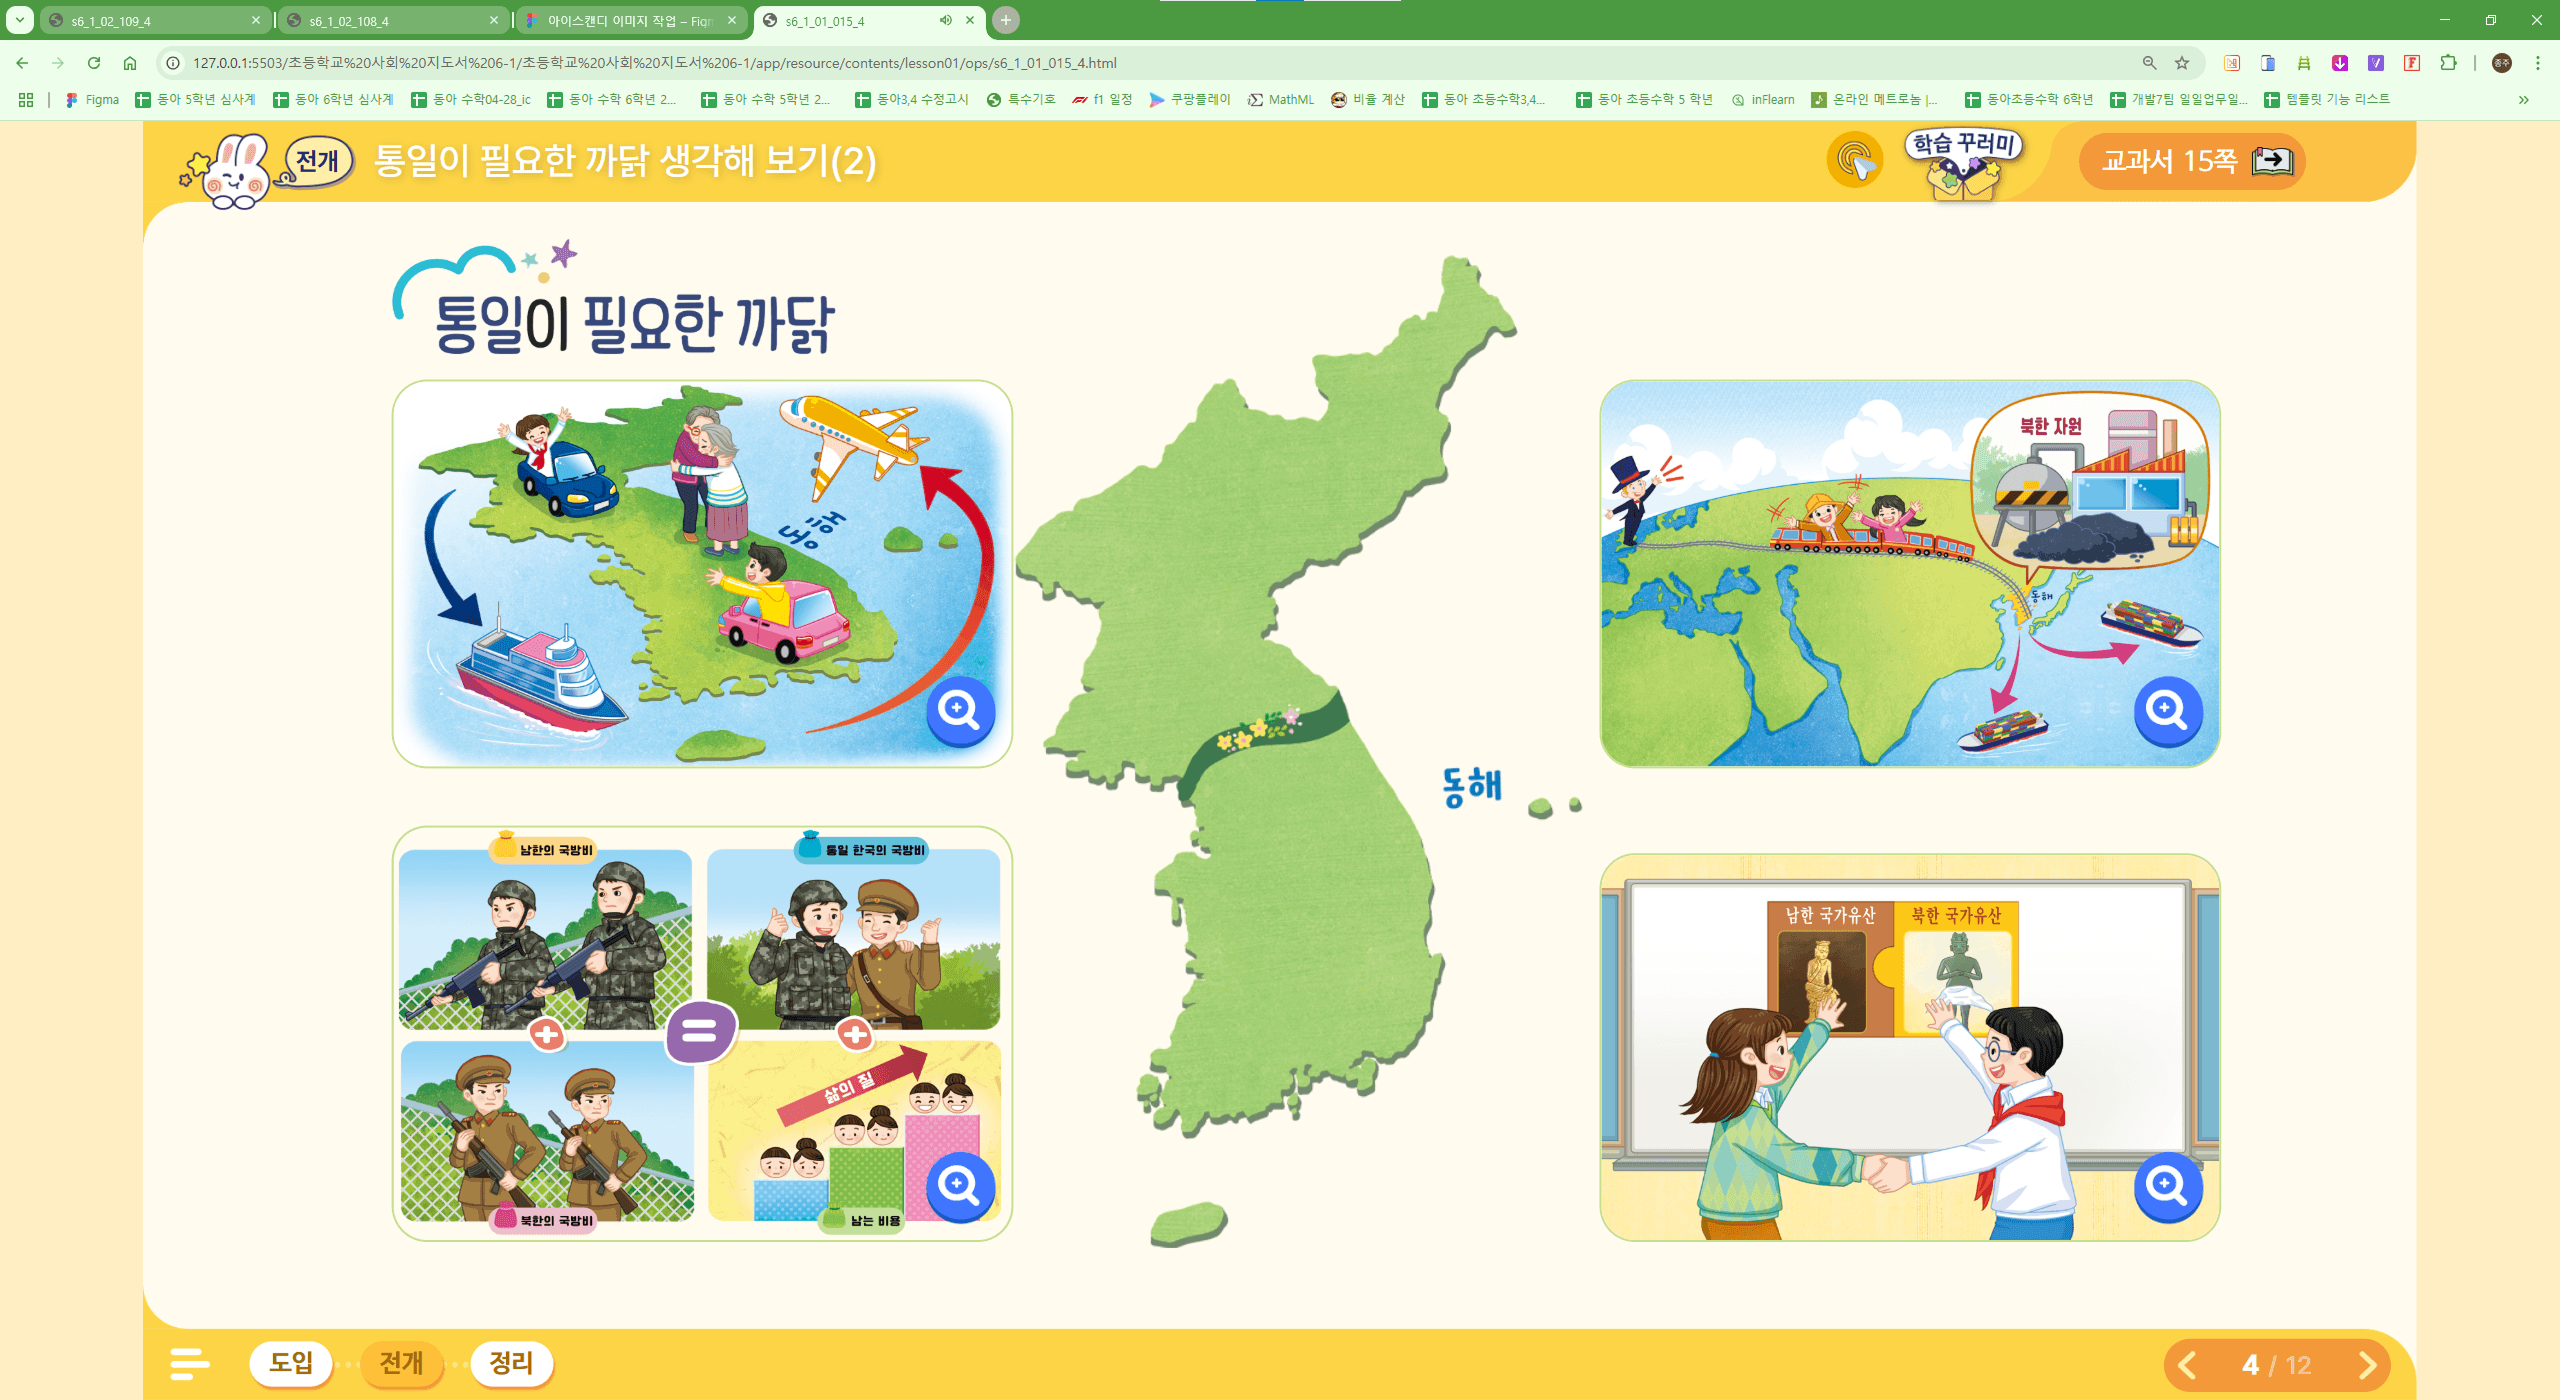 s6_1_02_109_4
s6_1_02_108_4
아이스캔디 이미지 작업 – Figm
s6_1_01_015_4
127.0.0.1:5503/초등학교%20사회%20지도서%206-1/초등학교%20사회%20지도서%206-1/app/resource/contents/lesson01/ops/s6_1_01_015_4.html
Figma
동아 5학년 심사계
동아 6학년 심사계
동아 수학04-28_ic
동아 수학 6학년 2...
동아 수학 5학년 2...
동아3,4 수정고시
특수기호
f1 일정
쿠팡플레이
MathML
비율 계산
동아 초등수학3,4...
동아 초등수학 5 학년
inFlearn
온라인 메트로놈 |...
동아초등수학 6학년
개발7팀 일일업무일...
템플릿 기능 리스트
전개
통일이 필요한 까닭 생각해 보기(2)
학습 꾸러미
교과서 15쪽
통일이 필요한 까닭
동해
북한 자원
동해
동해
남한의 국방비
통일 한국의 국방비
북한의 국방비
삶의 질
남는 비용
남한 국가유산
북한 국가유산
도입
전개
정리
4 / 12